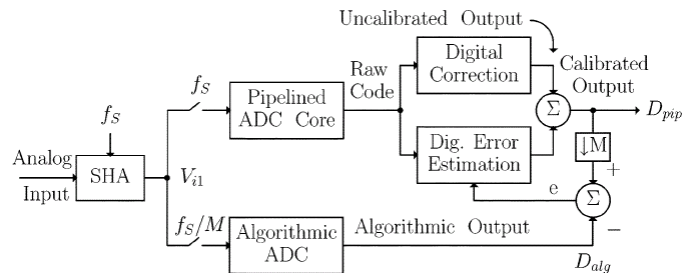 Uncalibrated Output
Digital
Correction
Calibrated
Output
Raw
Code
f_S
Pipelined
ADC Core
Σ
D_pip
f_S
Dig. Error
Estimation
↓M
+
Analog
Input
SHA
V_i1
e
Σ
f_S/M
Algorithmic
ADC
Algorithmic Output
−
D_alg